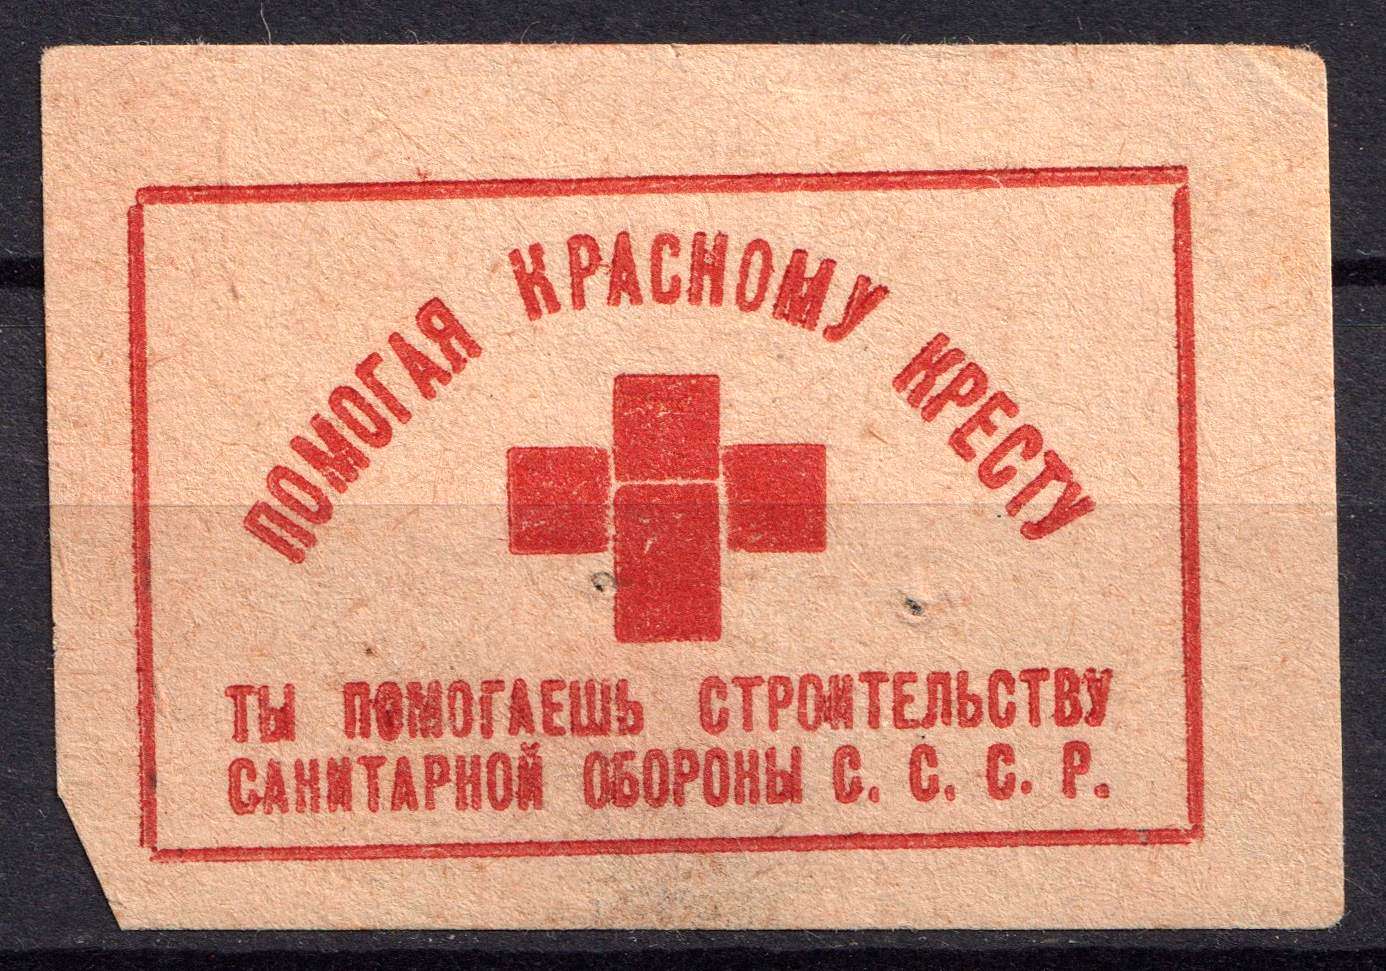 ПОМОГАЯ КРАСНОМУ КРЕСТУ
ТЫ ПОМОГАЕШЬ СТРОИТЕЛЬСТВУ
САНИТАРНОЙ ОБОРОНЫ С. С. С. Р.